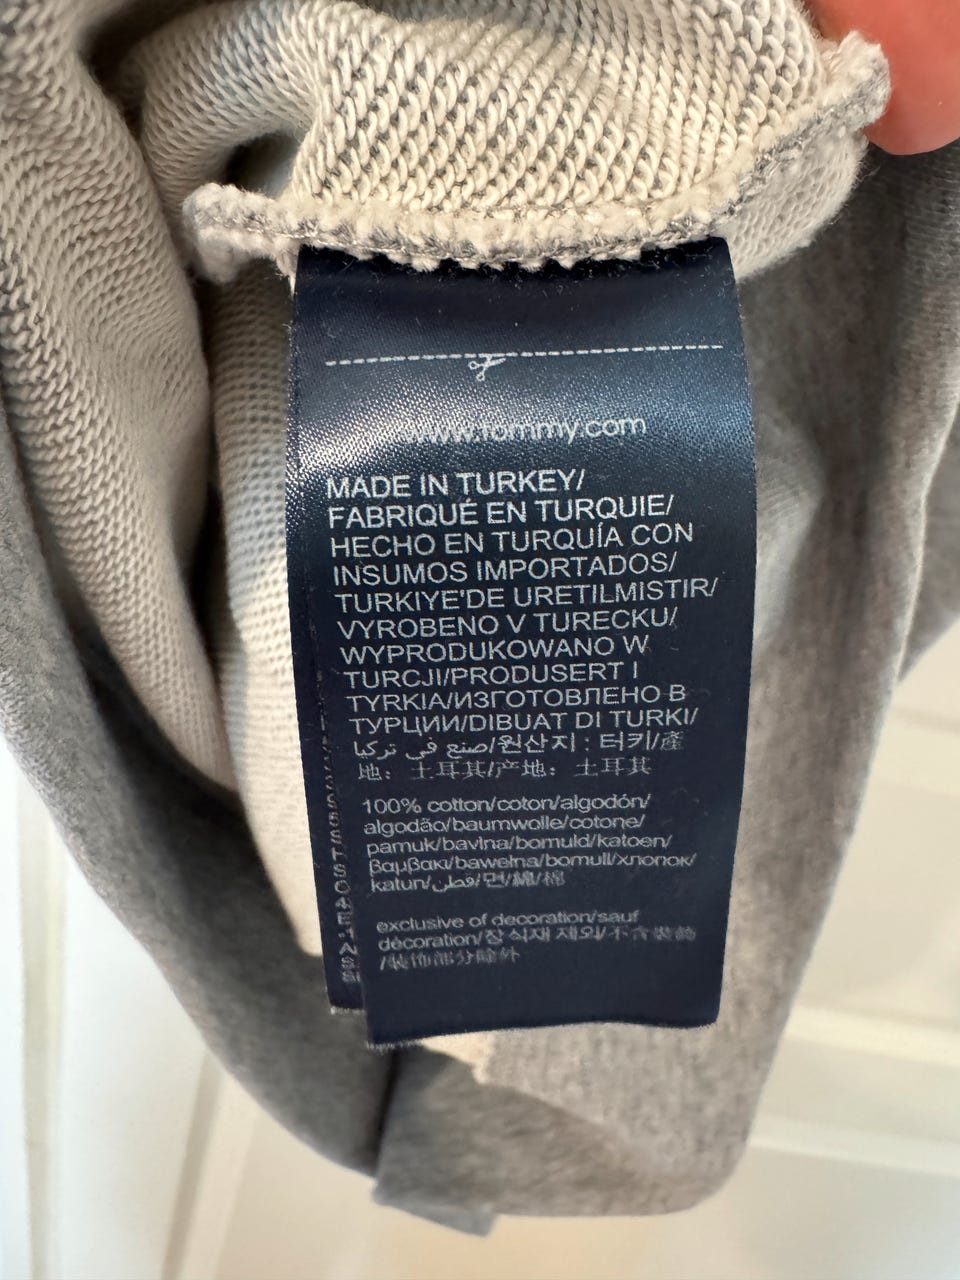 www.tommy.com
MADE IN TURKEY/
FABRIQUÉ EN TURQUIE/
HECHO EN TURQUÍA CON
INSUMOS IMPORTADOS/
TURKIYE'DE URETILMISTIR/
VYROBENO V TURECKU/
WYPRODUKOWANO W
TURCJI/PRODUSERT I
TYRKIA/ИЗГОТОВЛЕНО В
ТУРЦИИ/DIBUAT DI TURKI/
صنع في تركيا/원산지 : 터키/產
地：土耳其/产地：土耳其
100% cotton/coton/algodón/
algodão/baumwolle/cotone/
pamuk/bavlna/bomuld/katoen/
βαμβακι/bawełna/bomull/хлопок/
katun/قطن/면/綿/棉
exclusive of decoration/sauf
décoration/장식재 제외/不含裝飾
/装饰部分除外